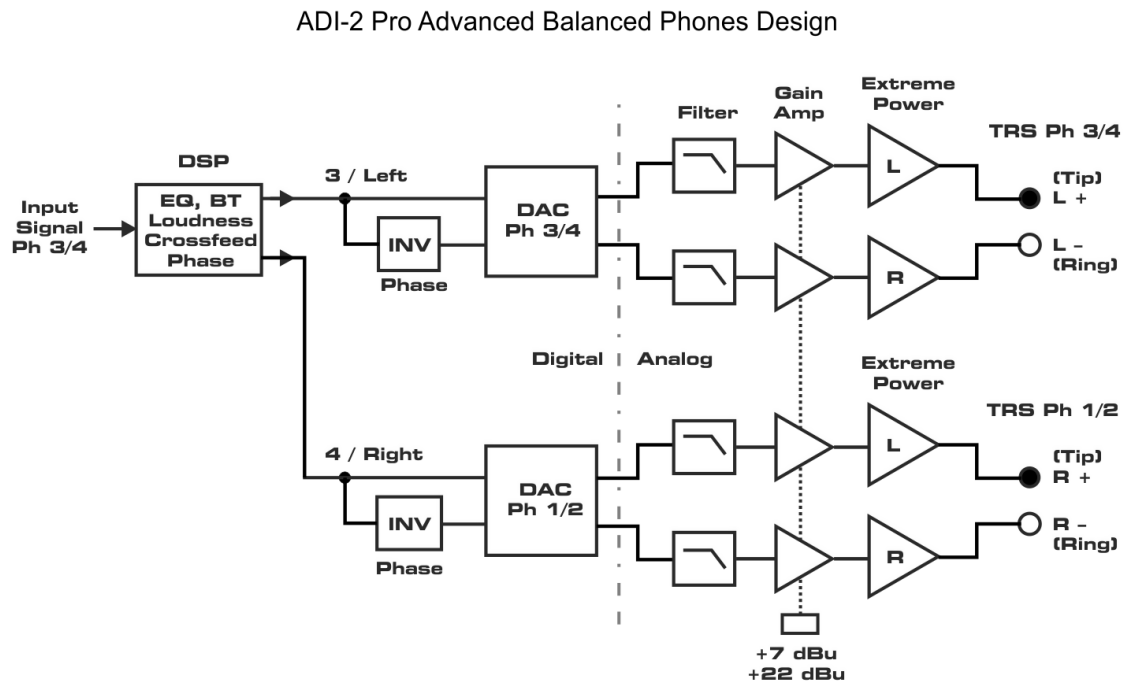 ADI-2 Pro Advanced Balanced Phones Design
Extreme
Power
Gain
Amp
Filter
TRS Ph 3/4
DSP
3 / Left
L
(Tip)
L +
Input
Signal
Ph 3/4
EQ, BT
Loudness
Crossfeed
Phase
DAC
Ph 3/4
INV
Phase
R
L –
(Ring)
Digital
Analog
Extreme
Power
TRS Ph 1/2
4 / Right
L
(Tip)
R +
DAC
Ph 1/2
INV
Phase
R
R –
(Ring)
+7 dBu
+22 dBu